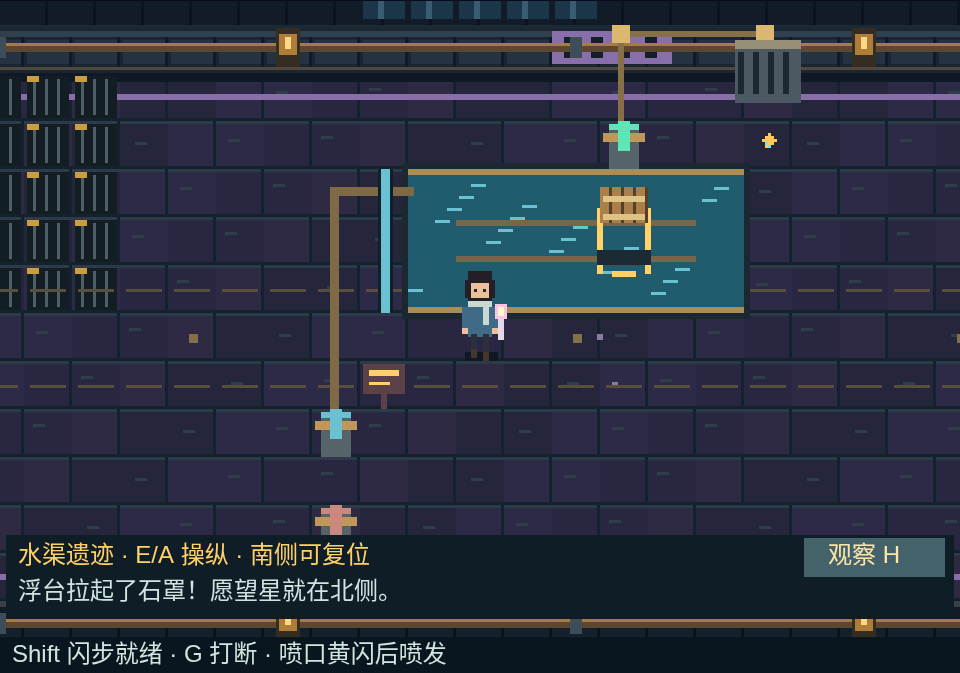 水渠遗迹 · E/A 操纵 · 南侧可复位
观察 H
浮台拉起了石罩！愿望星就在北侧。
Shift 闪步就绪 · G 打断 · 喷口黄闪后喷发